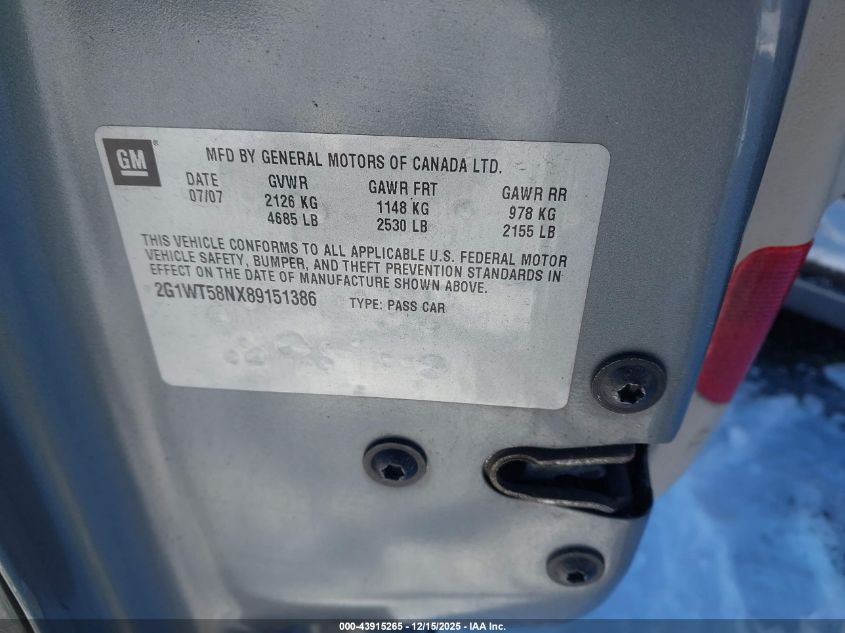 GM®
MFD BY GENERAL MOTORS OF CANADA LTD.
DATE GVWR GAWR FRT GAWR RR
07/07 2126 KG 1148 KG 978 KG
4685 LB 2530 LB 2155 LB
THIS VEHICLE CONFORMS TO ALL APPLICABLE U.S. FEDERAL MOTOR
VEHICLE SAFETY, BUMPER, AND THEFT PREVENTION STANDARDS IN
EFFECT ON THE DATE OF MANUFACTURE SHOWN ABOVE.
2G1WT58NX89151386 TYPE: PASS CAR
000-43915265 - 12/15/2025 - IAA Inc.